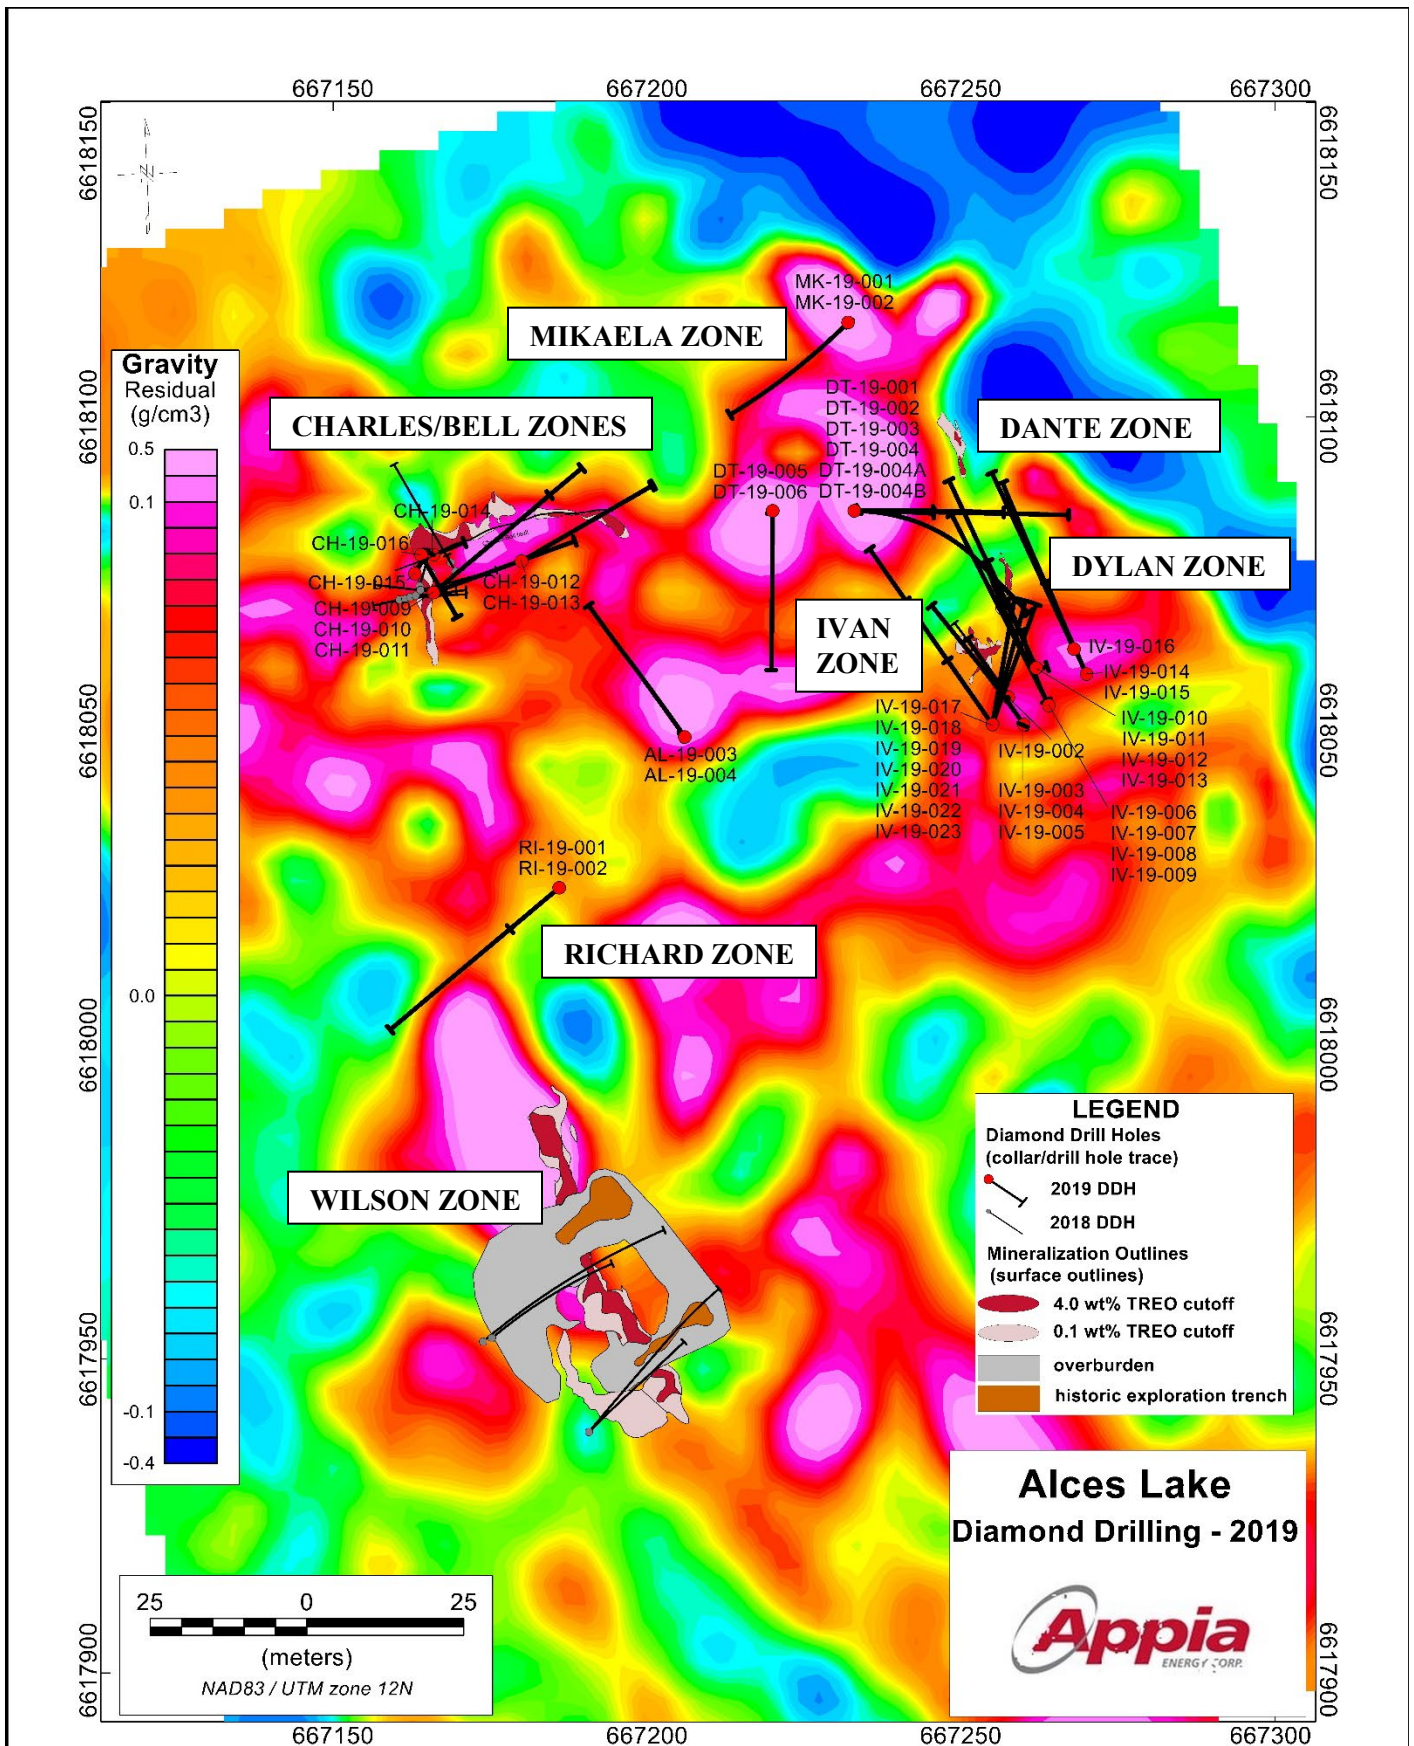 667150 667200 667250 667300
6618150
6618150
N
MK-19-001
MK-19-002
MIKAELA ZONE
Gravity
Residual
(g/cm3)
0.5
0.1
0.0
-0.1
-0.4
6618100
6618100
DT-19-001
DT-19-002
DT-19-003
DT-19-004
DT-19-004A
DT-19-004B
DT-19-005
DT-19-006
CHARLES/BELL ZONES
DANTE ZONE
CH-19-014
CH-19-016
CH-19-015
CH-19-009
CH-19-010
CH-19-011
CH-19-012
CH-19-013
DYLAN ZONE
IVAN
ZONE
IV-19-016
IV-19-014
IV-19-015
IV-19-017
IV-19-018
IV-19-019
IV-19-020
IV-19-021
IV-19-022
IV-19-023
IV-19-002
IV-19-003
IV-19-004
IV-19-005
IV-19-010
IV-19-011
IV-19-012
IV-19-013
IV-19-006
IV-19-007
IV-19-008
IV-19-009
6618050
6618050
AL-19-003
AL-19-004
RI-19-001
RI-19-002
RICHARD ZONE
6618000
6618000
WILSON ZONE
LEGEND
Diamond Drill Holes
(collar/drill hole trace)
2019 DDH
2018 DDH
Mineralization Outlines
(surface outlines)
4.0 wt% TREO cutoff
0.1 wt% TREO cutoff
overburden
historic exploration trench
6617950
6617950
Alces Lake
Diamond Drilling - 2019
Appia
ENERGY CORP.
25 0 25
(meters)
NAD83 / UTM zone 12N
6617900
6617900
667150 667200 667250 667300